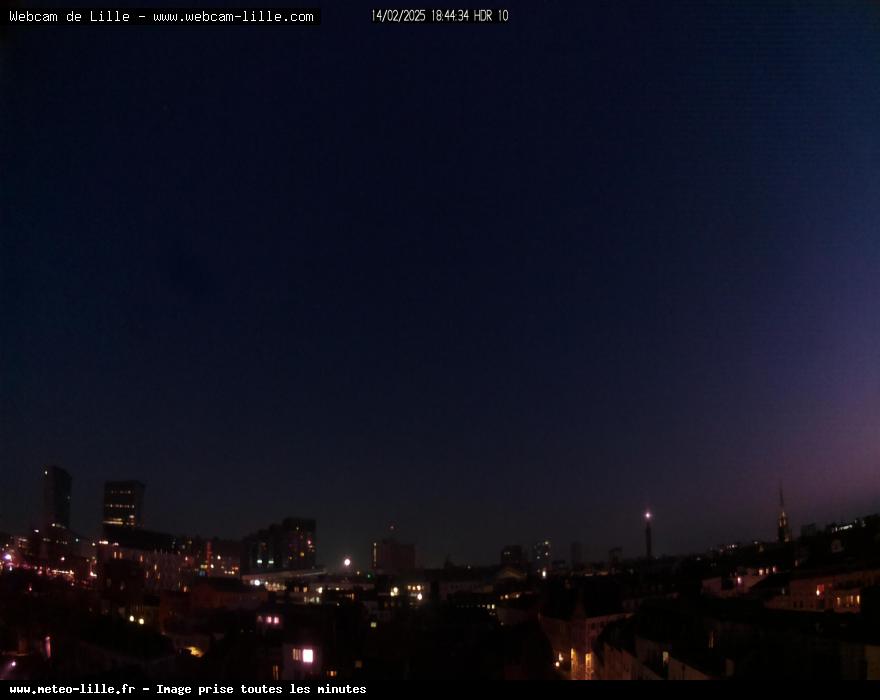 Webcam de Lille - www.webcam-lille.com
14/02/2025 18:44:34 HDR 10
www.meteo-lille.fr - Image prise toutes les minutes